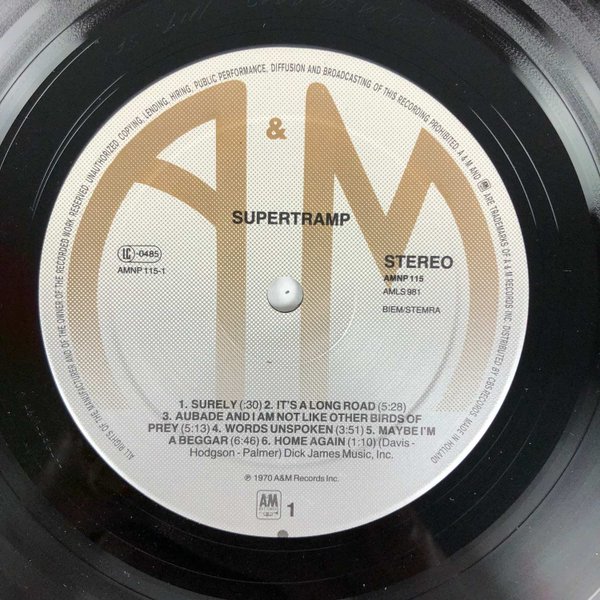 ALL RIGHTS OF THE MANUFACTURER AND OF THE OWNER OF THE RECORDED WORK RESERVED. UNAUTHORIZED COPYING, LENDING, HIRING, PUBLIC PERFORMANCE, DIFFUSION AND BROADCASTING OF THIS RECORDING PROHIBITED. A & M AND A&M ARE TRADEMARKS OF A & M RECORDS INC. DISTRIBUTED BY CBS RECORDS. MADE IN HOLLAND
A & M
SUPERTRAMP
LC-0485
AMNP 115-1
STEREO
AMNP 115
AMLS 981
BIEM/STEMRA
1. SURELY (:30) 2. IT'S A LONG ROAD (5:28)
3. AUBADE AND I AM NOT LIKE OTHER BIRDS OF
PREY (5:13) 4. WORDS UNSPOKEN (3:51) 5. MAYBE I'M
A BEGGAR (6:46) 6. HOME AGAIN (1:10) (Davis -
Hodgson - Palmer) Dick James Music, Inc.
℗ 1970 A&M Records Inc.
A&M
RECORDS
1